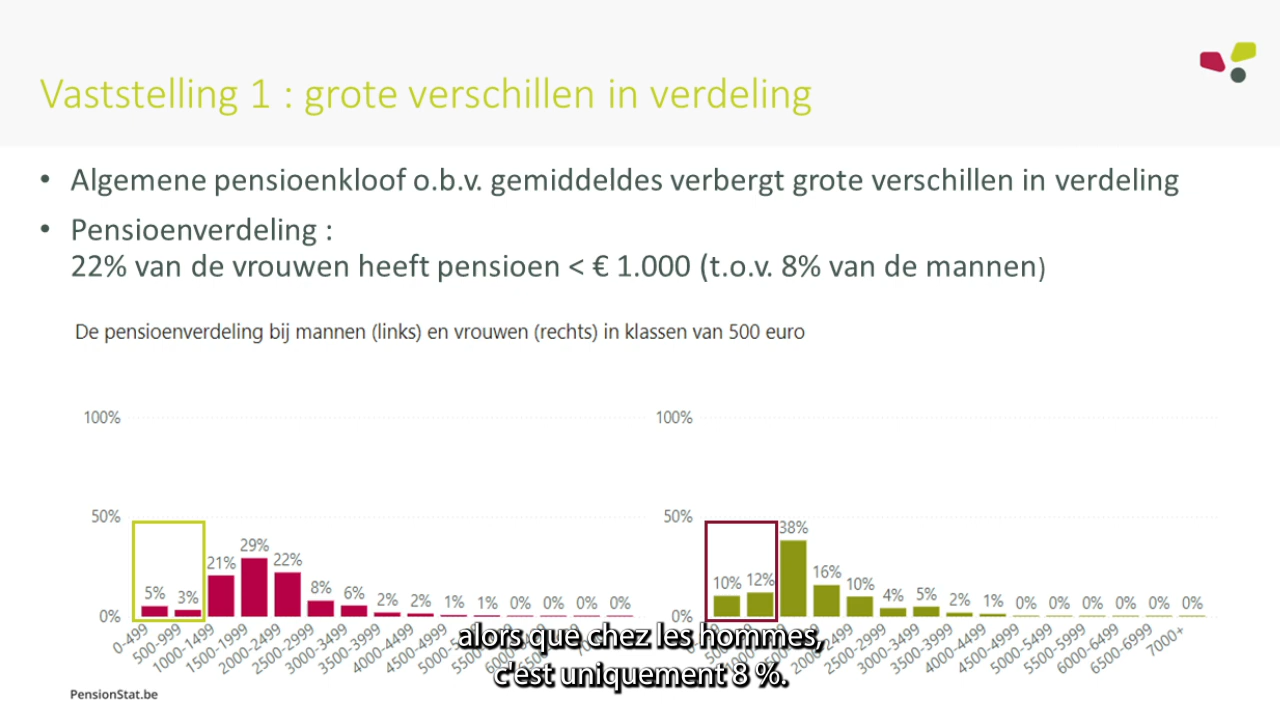 Vaststelling 1 : grote verschillen in verdeling
• Algemene pensioenkloof o.b.v. gemiddeldes verbergt grote verschillen in verdeling
• Pensioenverdeling :
22% van de vrouwen heeft pensioen < € 1.000 (t.o.v. 8% van de mannen)
De pensioenverdeling bij mannen (links) en vrouwen (rechts) in klassen van 500 euro
100%
50%
0%
5% 3% 21% 29% 22% 8% 6% 2% 2% 1% 1% 0% 0% 0% 0%
0-499 500-999 1000-1499 1500-1999 2000-2499 2500-2999 3000-3499 3500-3999 4000-4499 4500-4999
100%
50%
0%
10% 12% 38% 16% 10% 4% 5% 2% 1% 0% 0% 0% 0% 0% 0%
2000-2499 2500-2999 3000-3499 3500-3999 4000-4499 4500-4999 5000-5499 5500-5999 6000-6499 6500-6999 7000+
alors que chez les hommes,
c'est uniquement 8 %.
PensionStat.be